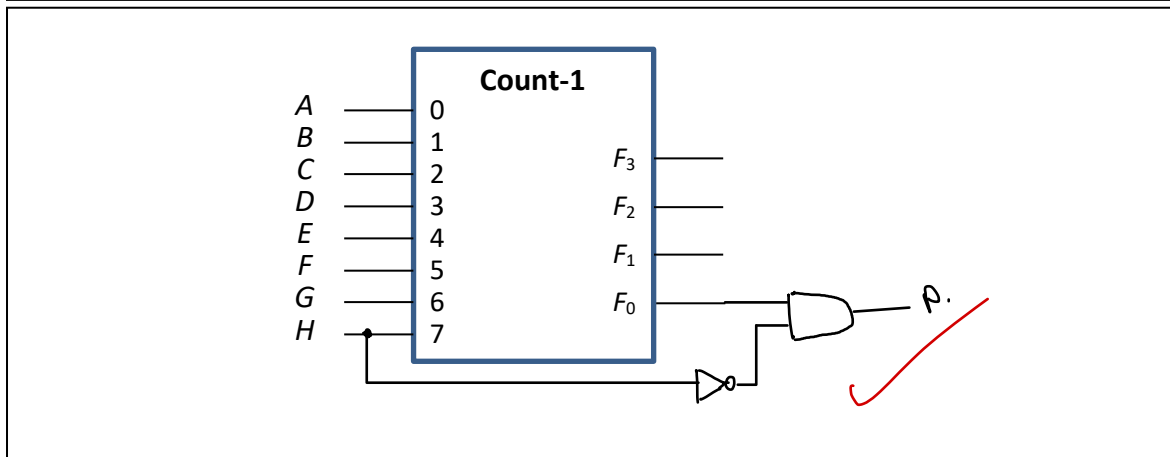 Count-1
A 0
B 1
C 2
D 3 F₃
E 4 F₂
F 5 F₁
G 6 F₀
H 7